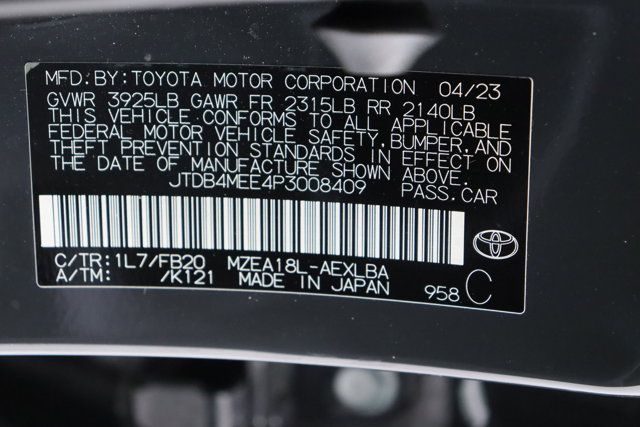 MFD. BY: TOYOTA MOTOR CORPORATION 04/23
GVWR 3925LB GAWR FR 2315LB RR 2140LB
THIS VEHICLE CONFORMS TO ALL APPLICABLE
FEDERAL MOTOR VEHICLE SAFETY, BUMPER, AND
THEFT PREVENTION STANDARDS IN EFFECT ON
THE DATE OF MANUFACTURE SHOWN ABOVE.
JTDB4MEE4P3008409 PASS. CAR
C/TR: 1L7/FB20 MZEA18L-AEXLBA
A/TM: /K121 MADE IN JAPAN 958 C